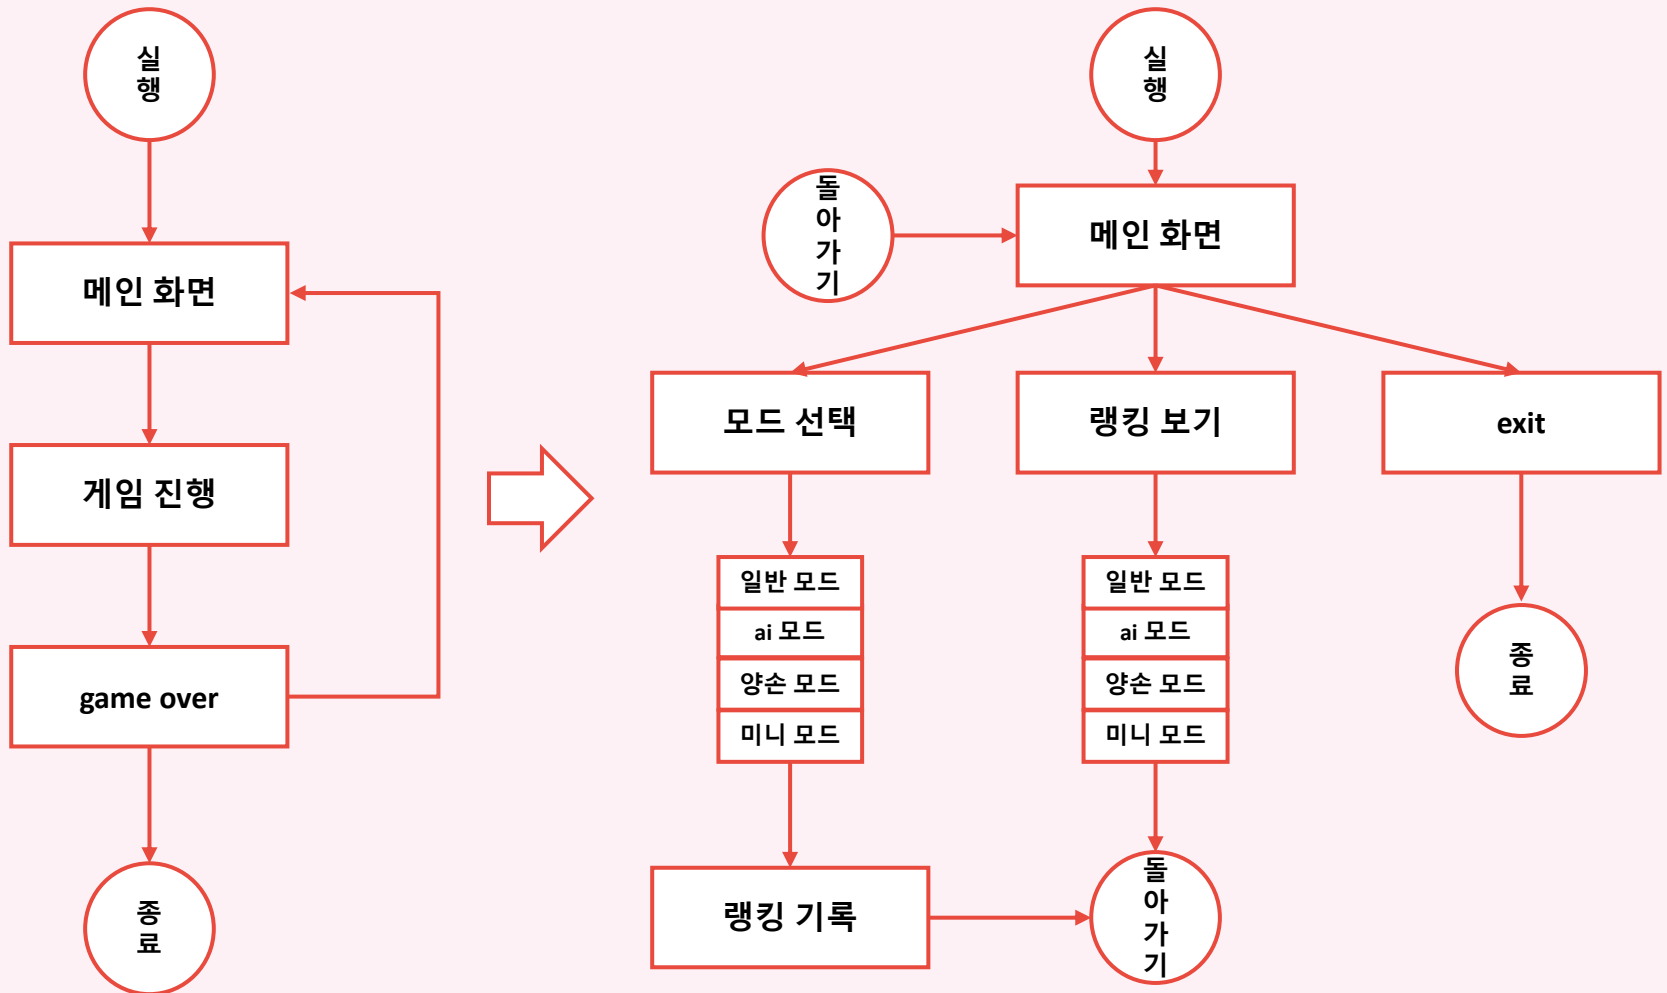 실
행
메인 화면
게임 진행
game over
종
료
실
행
돌
아
가
기
메인 화면
모드 선택
랭킹 보기
exit
일반 모드
ai 모드
양손 모드
미니 모드
일반 모드
ai 모드
양손 모드
미니 모드
종
료
랭킹 기록
돌
아
가
기